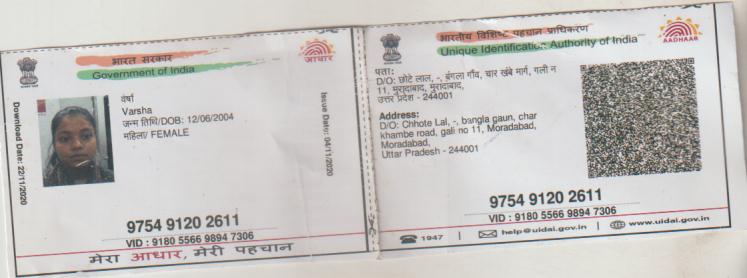 भारत सरकार
Government of India
आधार
Download Date: 22/11/2020
वर्षा
Varsha
जन्म तिथि/DOB: 12/06/2004
महिला/ FEMALE
Issue Date: 04/11/2020
9754 9120 2611
VID : 9180 5566 9894 7306
मेरा आधार, मेरी पहचान
भारतीय विशिष्ट पहचान प्राधिकरण
Unique Identification Authority of India
AADHAAR
पता:
D/O: छोटे लाल, -, बंगला गाँव, चार खंबे मार्ग, गली न
11, मुरादाबाद, मुरादाबाद,
उत्तर प्रदेश - 244001
Address:
D/O: Chhote Lal, -, bangla gaun, char
khambe road, gali no 11, Moradabad,
Moradabad,
Uttar Pradesh - 244001
9754 9120 2611
VID : 9180 5566 9894 7306
1947 | help@uidai.gov.in | www.uidai.gov.in